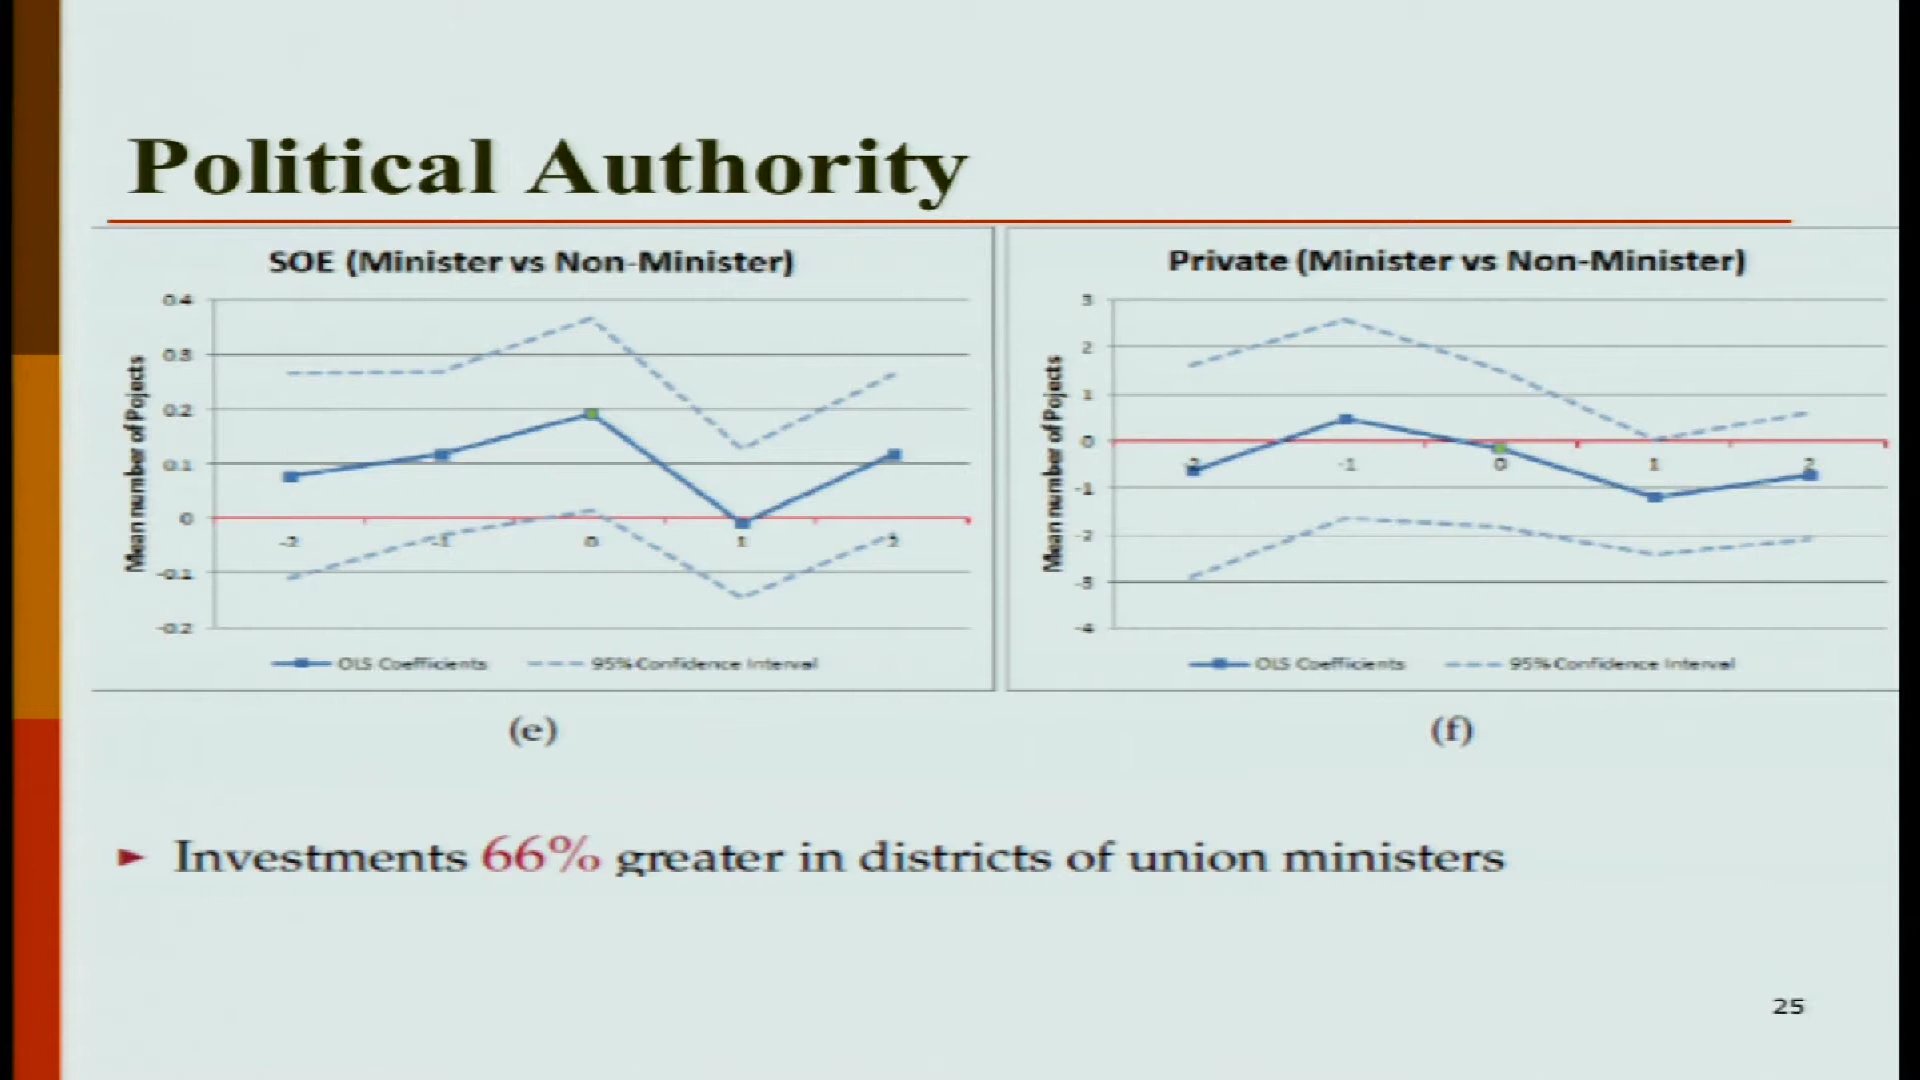 Political Authority
SOE (Minister vs Non-Minister)
Mean number of Pojects
0.4
0.3
0.2
0.1
0
-0.1
-0.2
-2 -1 0 1 2
OLS Coefficients 95% Confidence Interval
(e)
Private (Minister vs Non-Minister)
Mean number of Pojects
3
2
1
0
-1
-2
-3
-4
-2 -1 0 1 2
OLS Coefficients 95% Confidence Interval
(f)
► Investments 66% greater in districts of union ministers
25